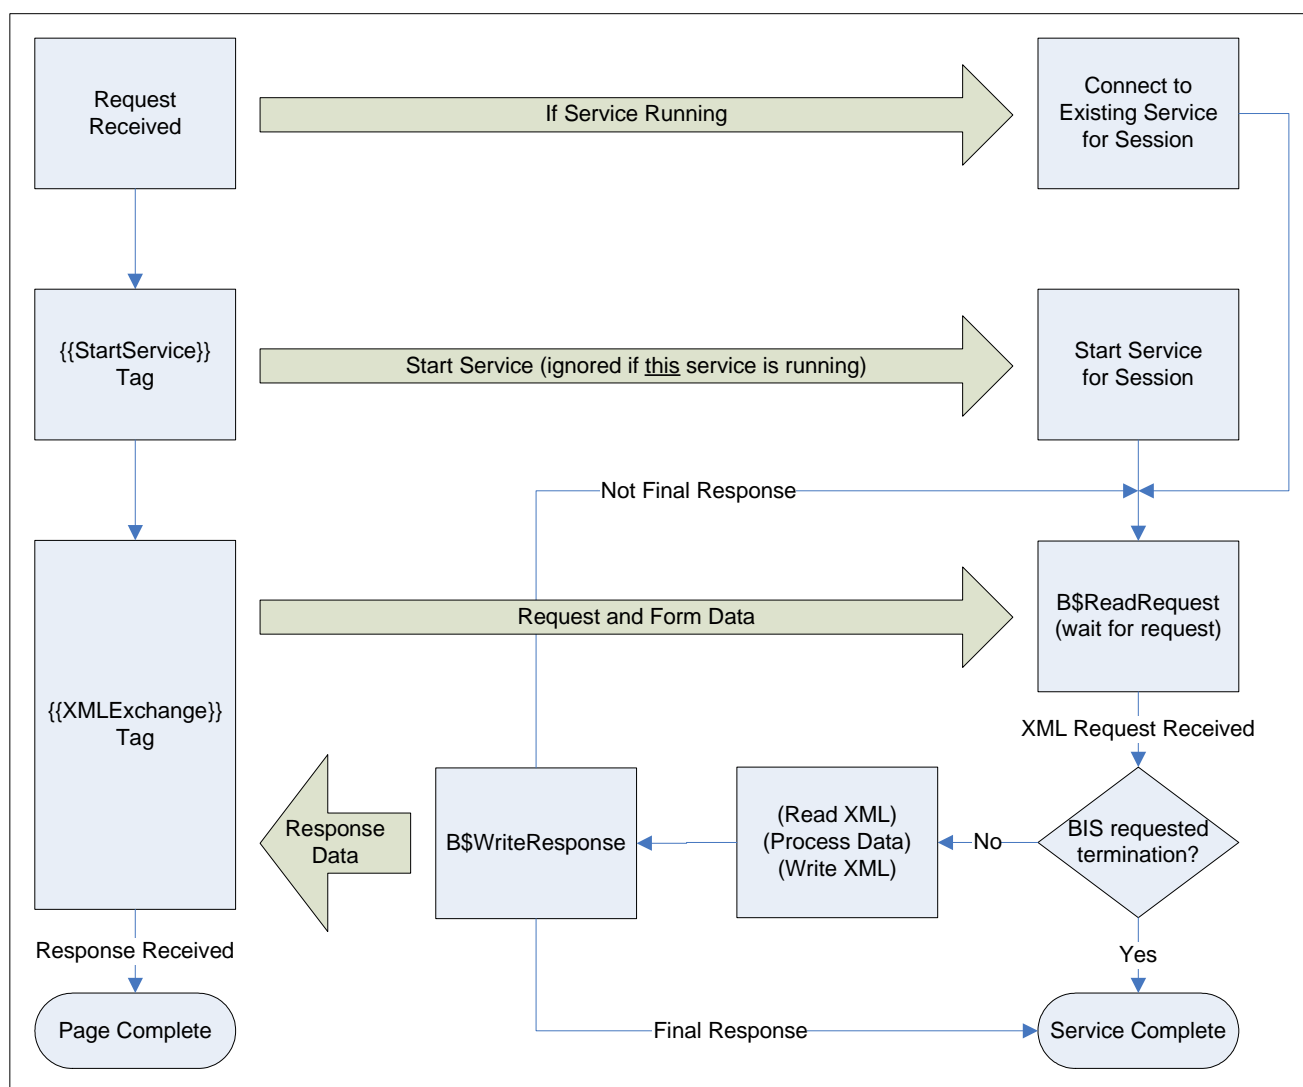 Request
Received
If Service Running
Connect to
Existing Service
for Session
{{StartService}}
Tag
Start Service (ignored if this service is running)
Start Service
for Session
Not Final Response
{{XMLExchange}}
Tag
Request and Form Data
B$ReadRequest
(wait for request)
XML Request Received
Response
Data
B$WriteResponse
(Read XML)
(Process Data)
(Write XML)
No
BIS requested
termination?
Response Received
Yes
Page Complete
Final Response
Service Complete